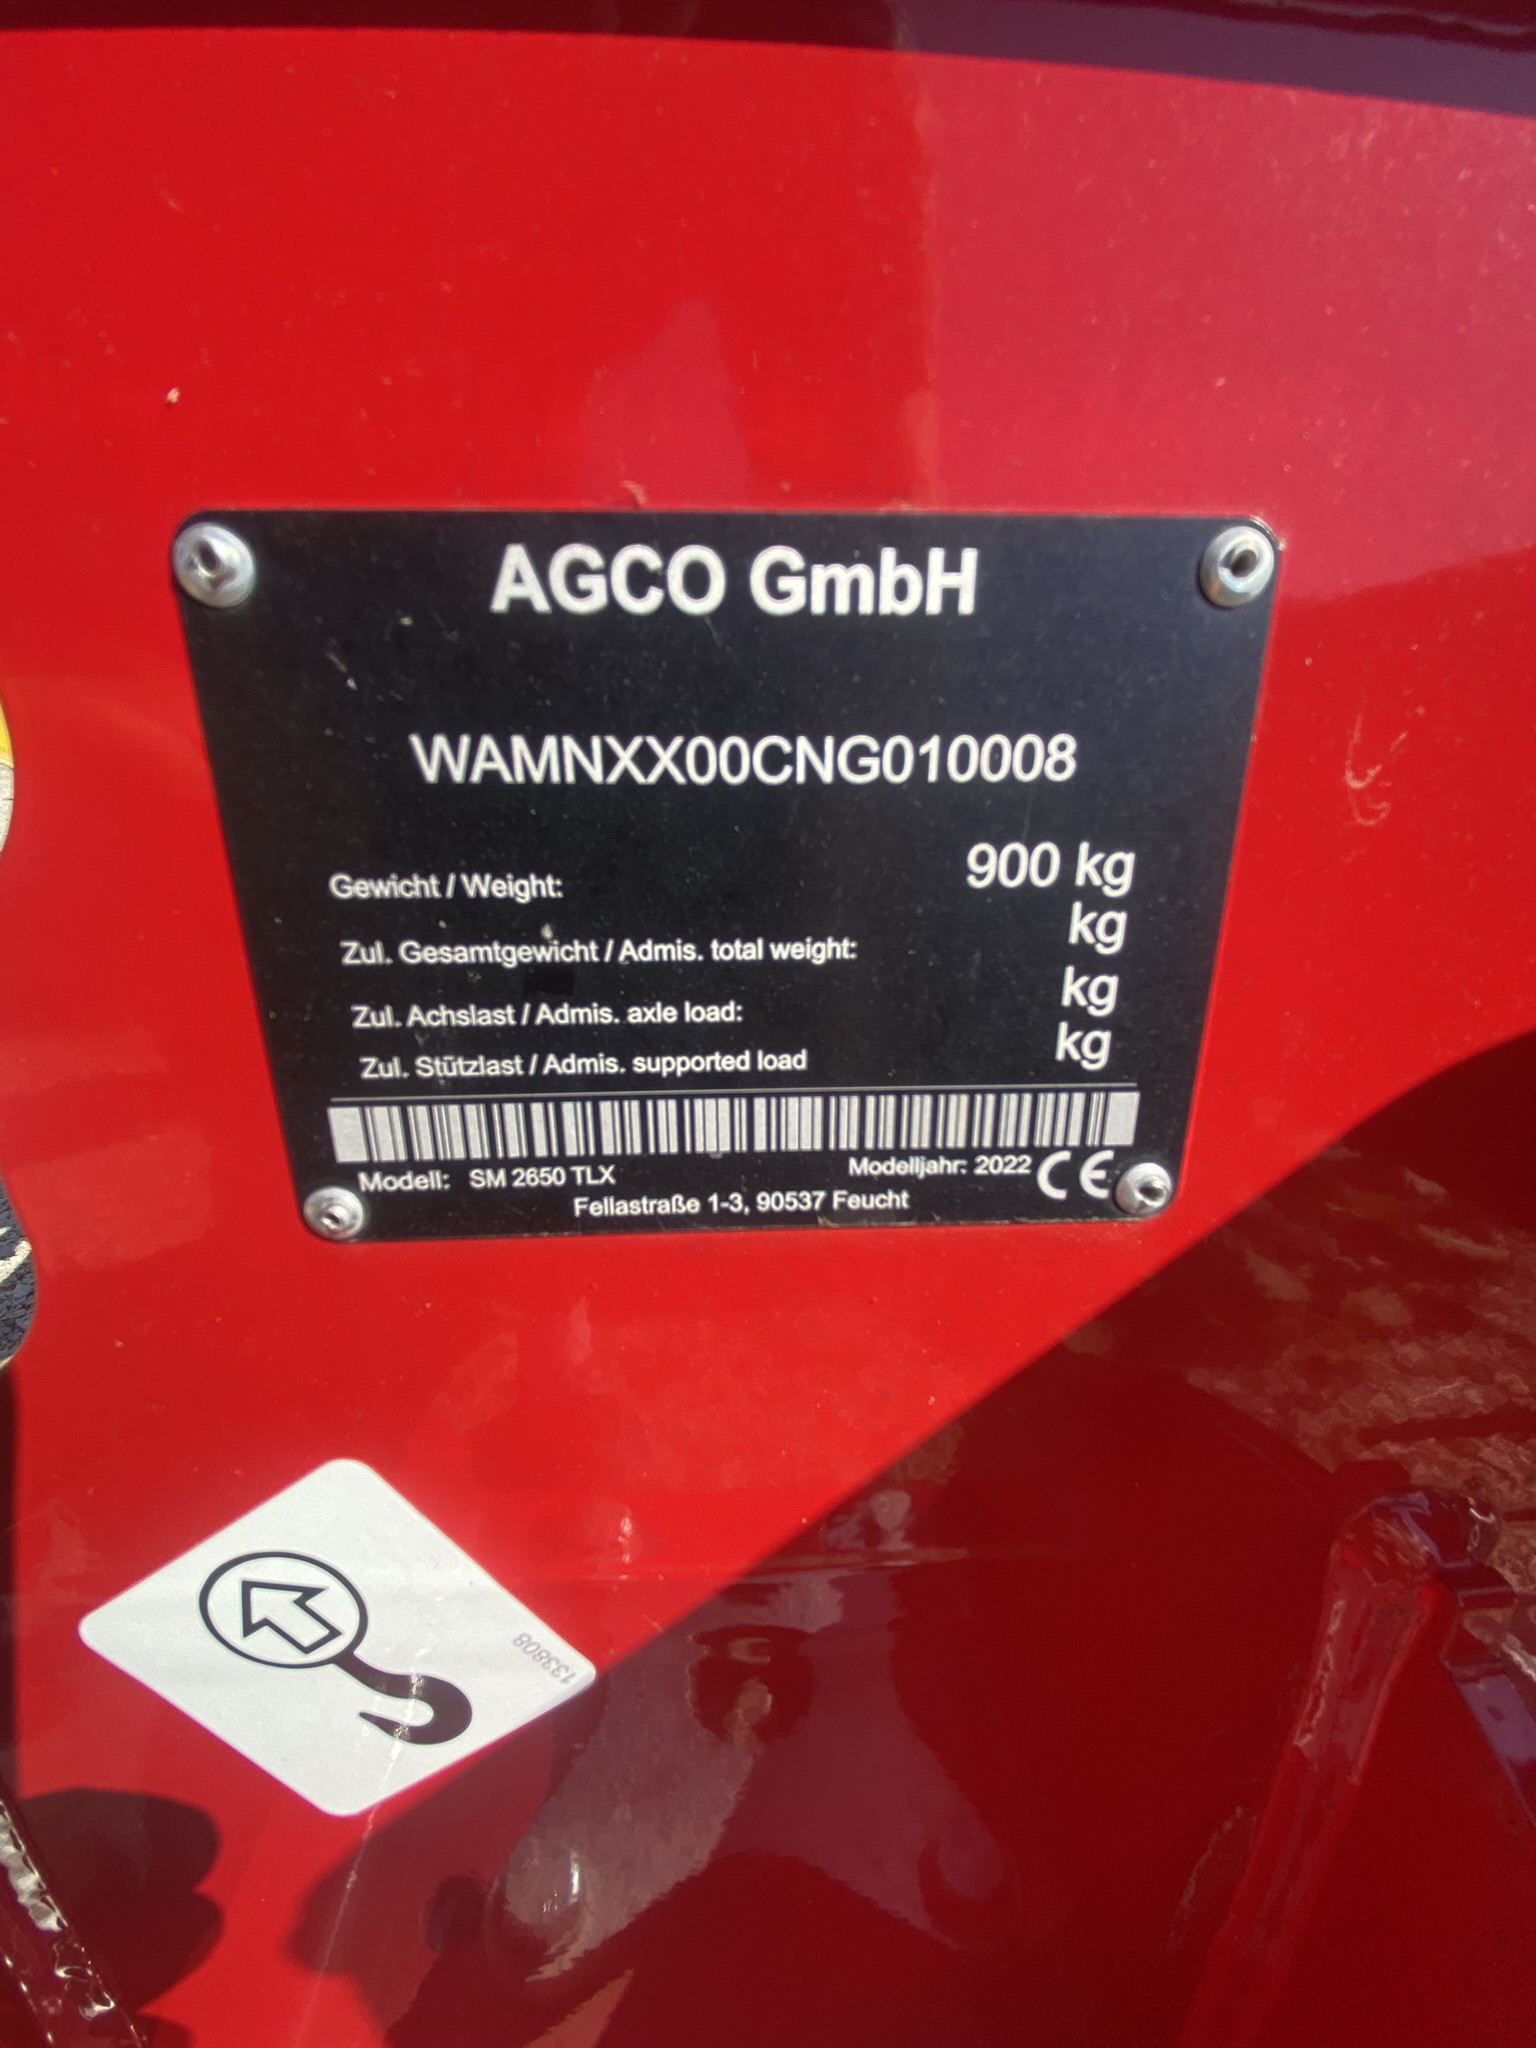 AGCO GmbH
WAMNXX00CNG010008
Gewicht / Weight: 900 kg
Zul. Gesamtgewicht / Admis. total weight: kg
Zul. Achslast / Admis. axle load: kg
Zul. Stützlast / Admis. supported load kg
Modell: SM 2650 TLX Modelljahr: 2022 CE
Fellastraße 1-3, 90537 Feucht
133808